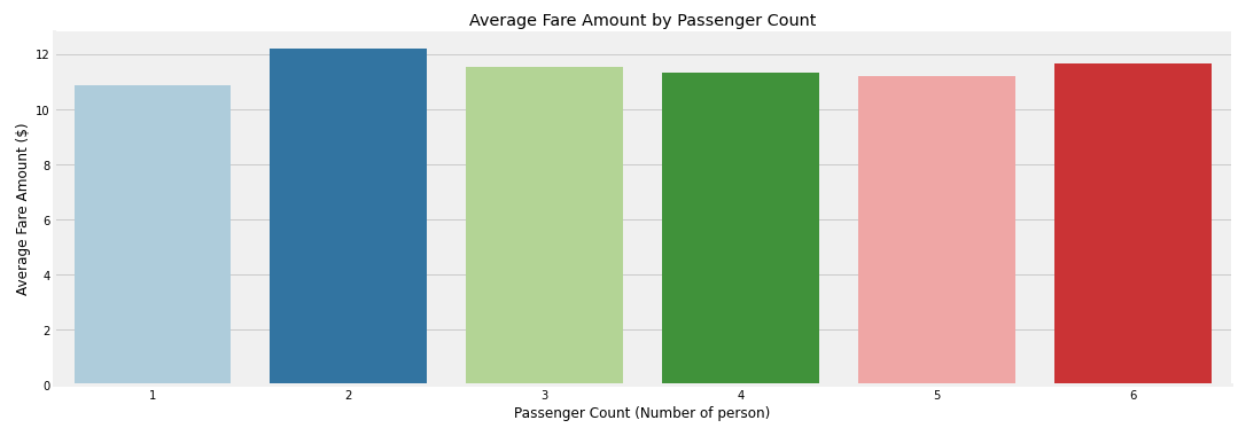 Average Fare Amount by Passenger Count
Average Fare Amount ($)
12
10
8
6
4
2
0
1 2 3 4 5 6
Passenger Count (Number of person)